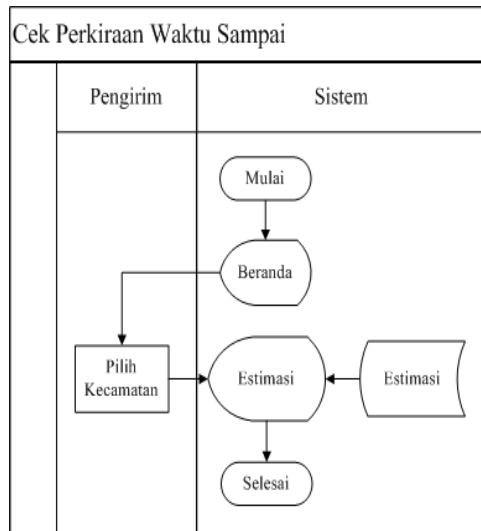 Cek Perkiraan Waktu Sampai
Pengirim
Sistem
Mulai
Beranda
Pilih
Kecamatan
Estimasi
Estimasi
Selesai